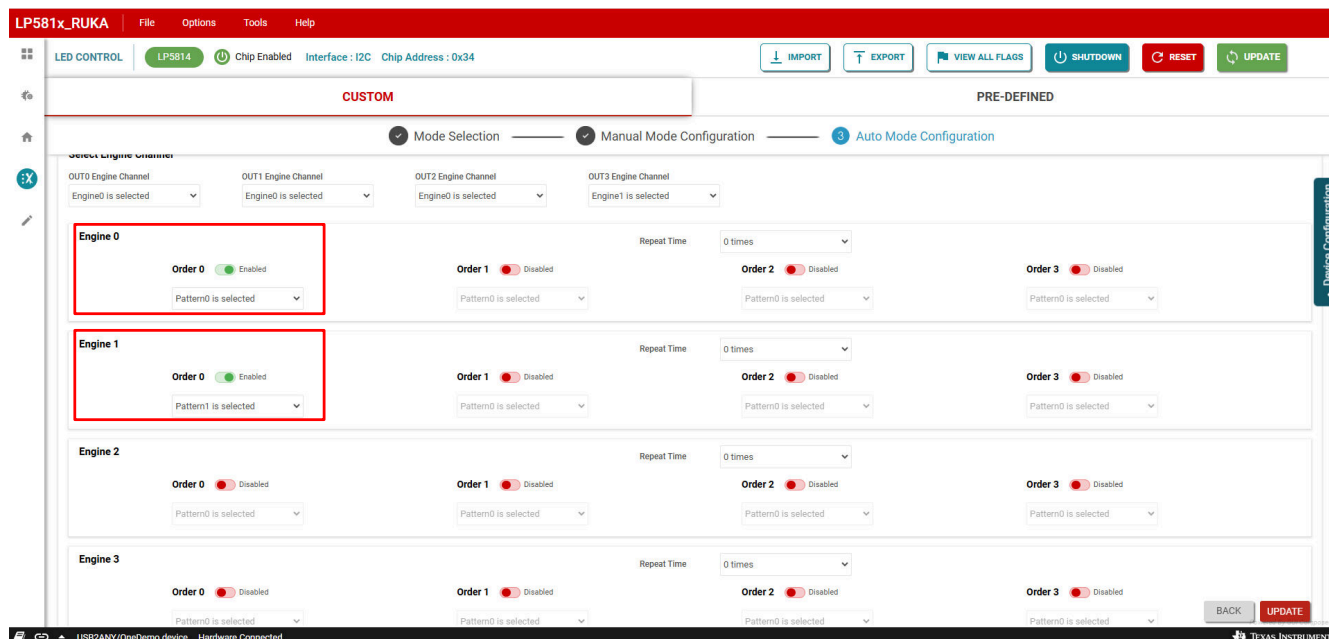 LP581x_RUKA File Options Tools Help
LED CONTROL LP5814 Chip Enabled Interface : I2C Chip Address : 0x34 IMPORT EXPORT VIEW ALL FLAGS SHUTDOWN RESET UPDATE
CUSTOM PRE-DEFINED
Mode Selection Manual Mode Configuration 3 Auto Mode Configuration
Select Engine Channel
OUT0 Engine Channel OUT1 Engine Channel OUT2 Engine Channel OUT3 Engine Channel
Engine0 is selected Engine0 is selected Engine0 is selected Engine1 is selected
Device Configuration
Engine 0 Repeat Time 0 times
Order 0 Enabled Order 1 Disabled Order 2 Disabled Order 3 Disabled
Pattern0 is selected Pattern0 is selected Pattern0 is selected Pattern0 is selected
Engine 1 Repeat Time 0 times
Order 0 Enabled Order 1 Disabled Order 2 Disabled Order 3 Disabled
Pattern1 is selected Pattern0 is selected Pattern0 is selected Pattern0 is selected
Engine 2 Repeat Time 0 times
Order 0 Disabled Order 1 Disabled Order 2 Disabled Order 3 Disabled
Pattern0 is selected Pattern0 is selected Pattern0 is selected Pattern0 is selected
Engine 3 Repeat Time 0 times
Order 0 Disabled Order 1 Disabled Order 2 Disabled Order 3 Disabled
Pattern0 is selected Pattern0 is selected Pattern0 is selected Pattern0 is selected
BACK UPDATE
USB2ANY/OneDemo device Hardware Connected TEXAS INSTRUMENT